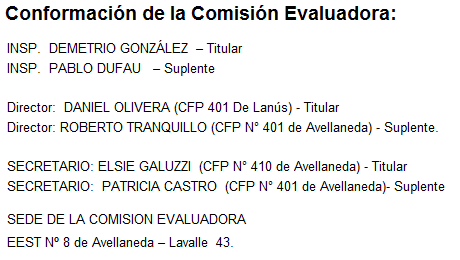 Conformación de la Comisión Evaluadora:
INSP.  DEMETRIO GONZÁLEZ  – Titular
INSP.  PABLO DUFAU   – Suplente
Director:  DANIEL OLIVERA (CFP 401 De Lanús) - Titular
Director: ROBERTO TRANQUILLO (CFP N° 401 de Avellaneda) - Suplente.
SECRETARIO: ELSIE GALUZZI  (CFP N° 410 de Avellaneda) - Titular
SECRETARIO:  PATRICIA CASTRO  (CFP N° 401 de Avellaneda)- Suplente
SEDE DE LA COMISION EVALUADORA
EEST Nº 8 de Avellaneda – Lavalle  43.